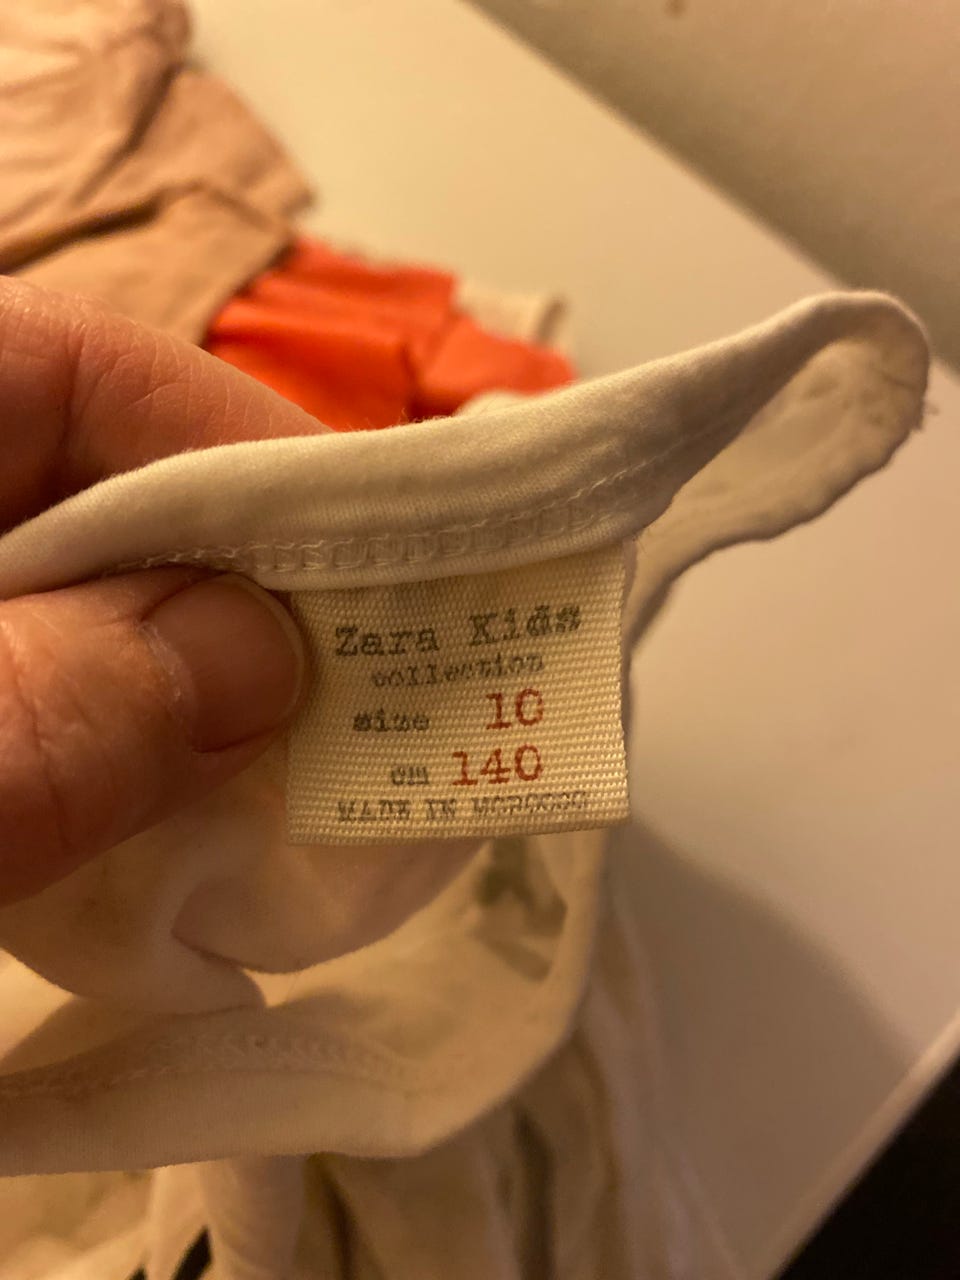 Zara Kids
collection
size 10
cm 140
MADE IN MOROCCO